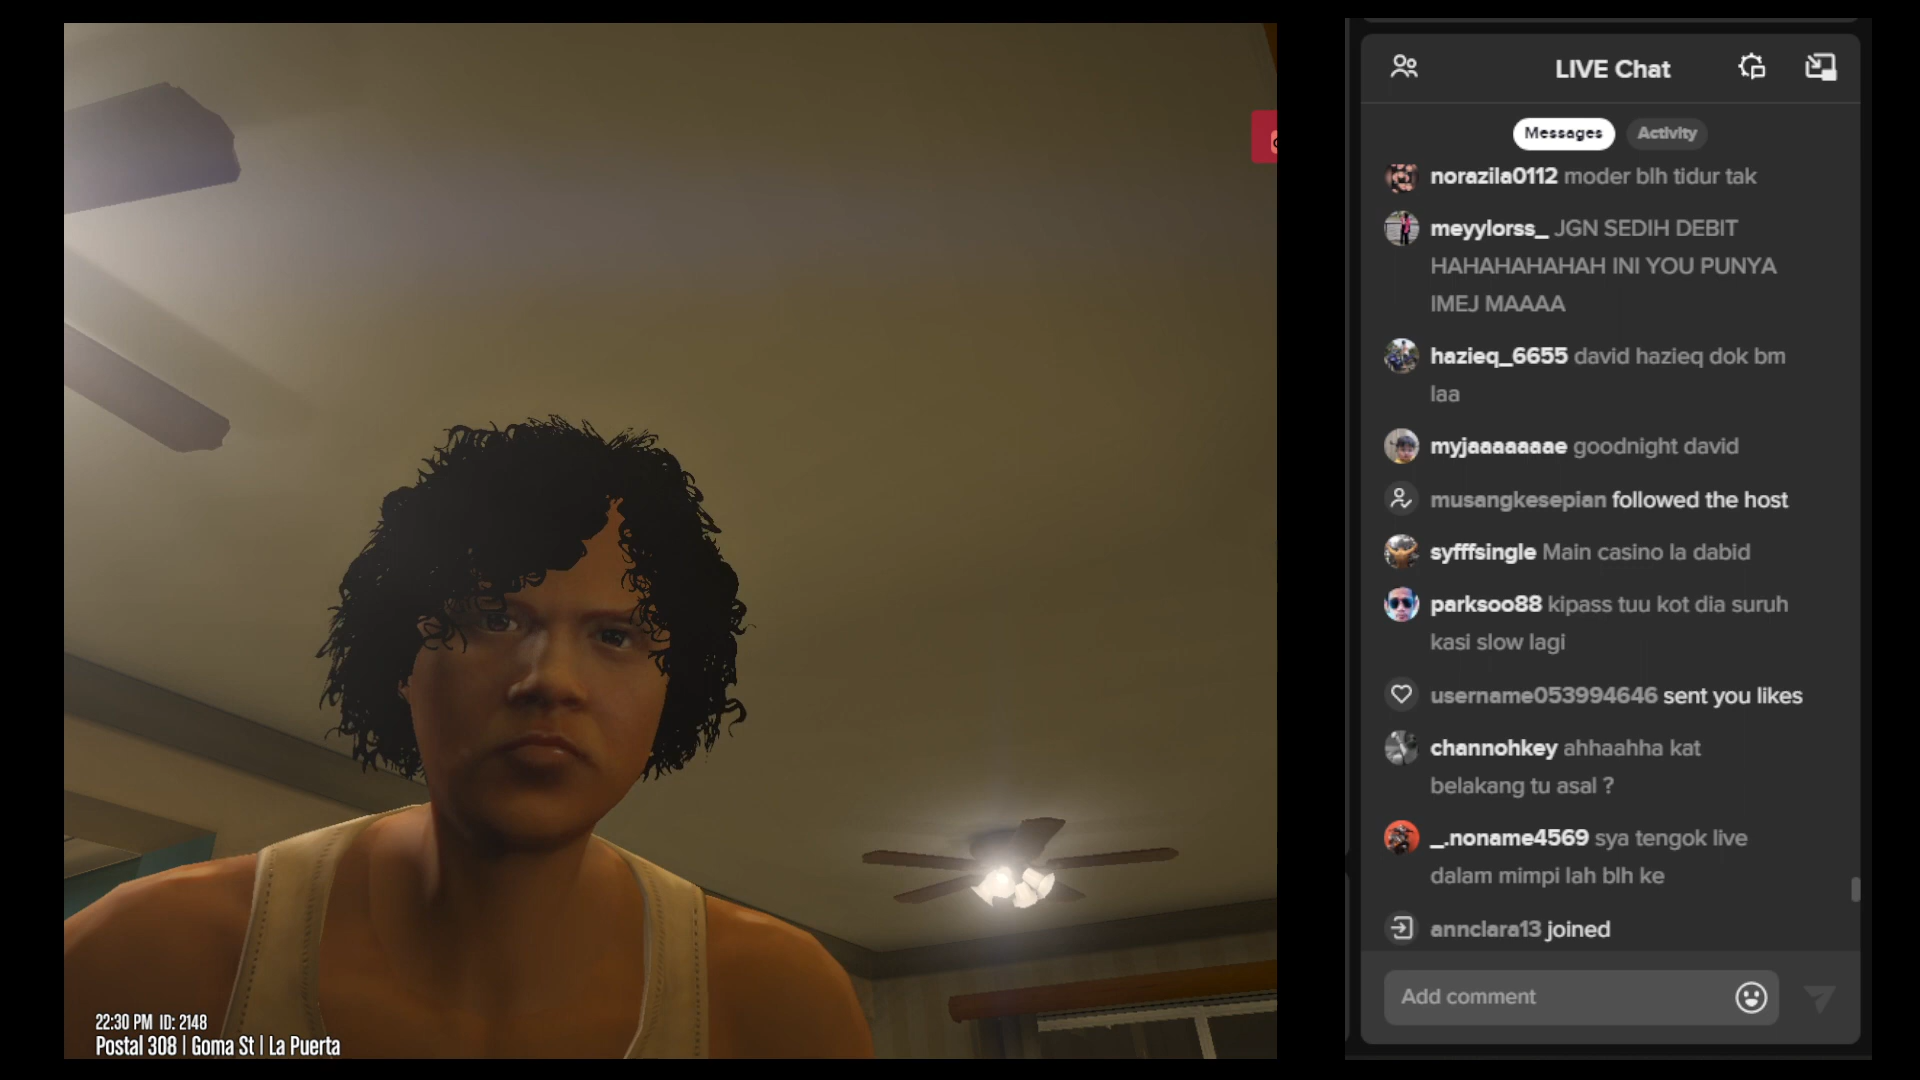 22:30 PM ID: 2148
Postal 308 | Goma St | La Puerta
LIVE Chat
Messages Activity
norazila0112 moder blh tidur tak
meyylorss_ JGN SEDIH DEBIT
HAHAHAHAHAH INI YOU PUNYA
IMEJ MAAAA
hazieq_6655 david hazieq dok bm
laa
myjaaaaaaae goodnight david
musangkesepian followed the host
syfffsingle Main casino la dabid
parksoo88 kipass tuu kot dia suruh
kasi slow lagi
username053994646 sent you likes
channohkey ahhaahha kat
belakang tu asal ?
_.noname4569 sya tengok live
dalam mimpi lah blh ke
annclara13 joined
Add comment